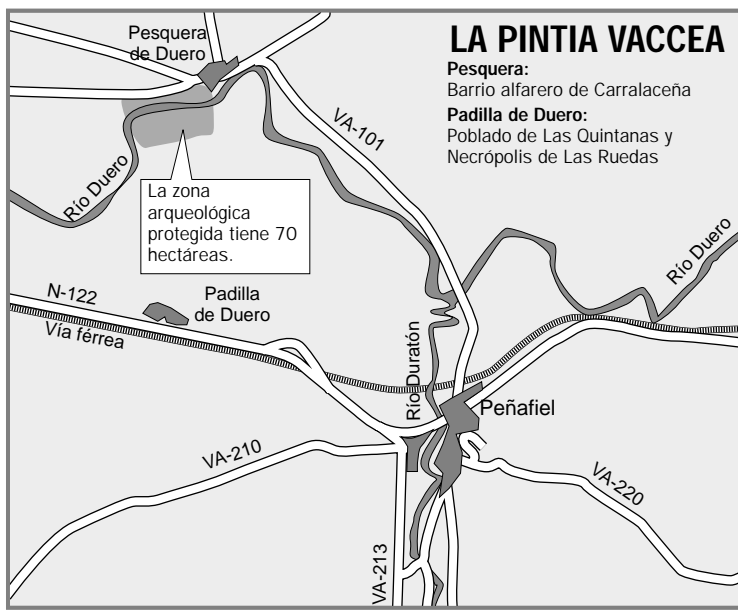 LA PINTIA VACCEA
Pesquera:
Barrio alfarero de Carralaceña
Padilla de Duero:
Poblado de Las Quintanas y
Necrópolis de Las Ruedas
Pesquera
de Duero
VA-101
Río Duero
La zona
arqueológica
protegida tiene 70
hectáreas.
Río Duero
N-122
Padilla
de Duero
Vía férrea
Río Duratón
Peñafiel
VA-210
VA-220
VA-213